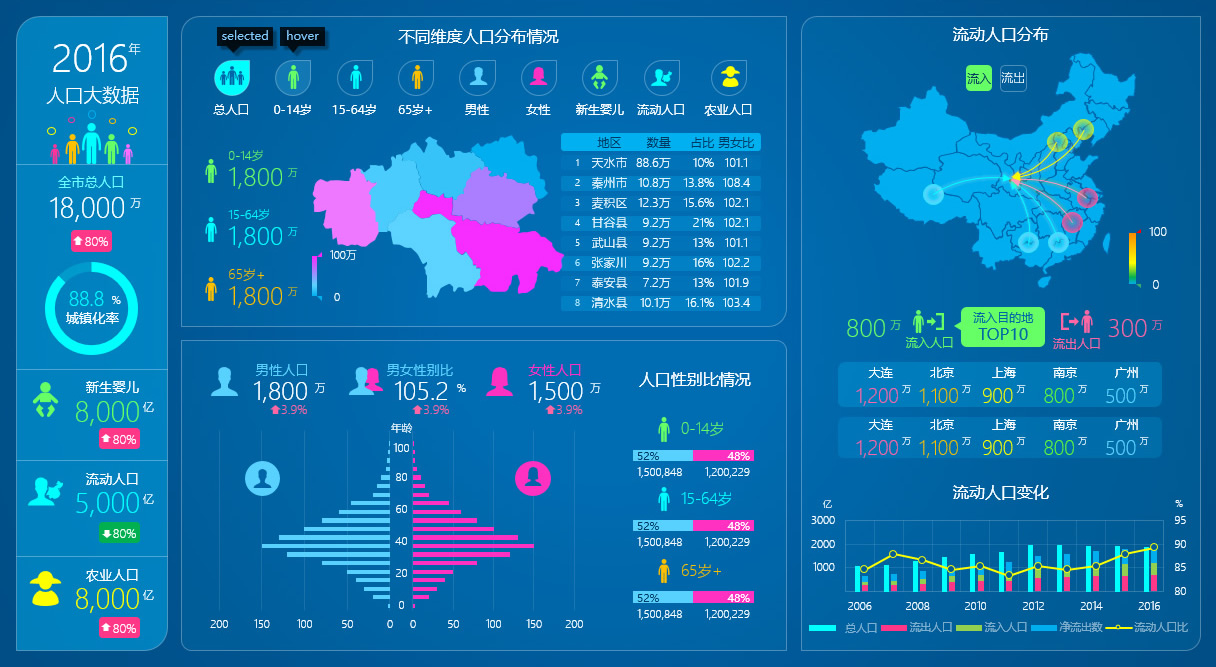 2016年
人口大数据
全市总人口
18,000 万
80%
88.8 %
城镇化率
新生婴儿
8,000 亿
80%
流动人口
5,000 亿
80%
农业人口
8,000 亿
80%
selected hover
不同维度人口分布情况
总人口 0-14岁 15-64岁 65岁+ 男性 女性 新生婴儿 流动人口 农业人口
0-14岁
1,800 万
15-64岁
1,800 万
65岁+
1,800 万
100万
0
地区 数量 占比 男女比
1 天水市 88.6万 10% 101.1
2 秦州市 10.8万 13.8% 108.4
3 麦积区 12.3万 15.6% 102.1
4 甘谷县 9.2万 21% 102.1
5 武山县 9.2万 13% 101.1
6 张家川 9.2万 16% 102.2
7 泰安县 7.2万 13% 101.9
8 清水县 10.1万 16.1% 103.4
男性人口
1,800 万
3.9%
男女性别比
105.2 %
3.9%
女性人口
1,500 万
3.9%
年龄
100
80
60
40
20
0
200 150 100 50 0 0 50 100 150 200
人口性别比情况
0-14岁
52% 48%
1,500,848 1,200,229
15-64岁
52% 48%
1,500,848 1,200,229
65岁+
52% 48%
1,500,848 1,200,229
流动人口分布
流入 流出
100
0
800 万
流入人口
流入目的地
TOP10
流出人口
300 万
大连 北京 上海 南京 广州
1,200 万 1,100 万 900 万 800 万 500 万
大连 北京 上海 南京 广州
1,200 万 1,100 万 900 万 800 万 500 万
流动人口变化
亿 %
3000 95
2000 90
1000 85
80
2006 2008 2010 2012 2014 2016
总人口 流出人口 流入人口 净流出数 流动人口比